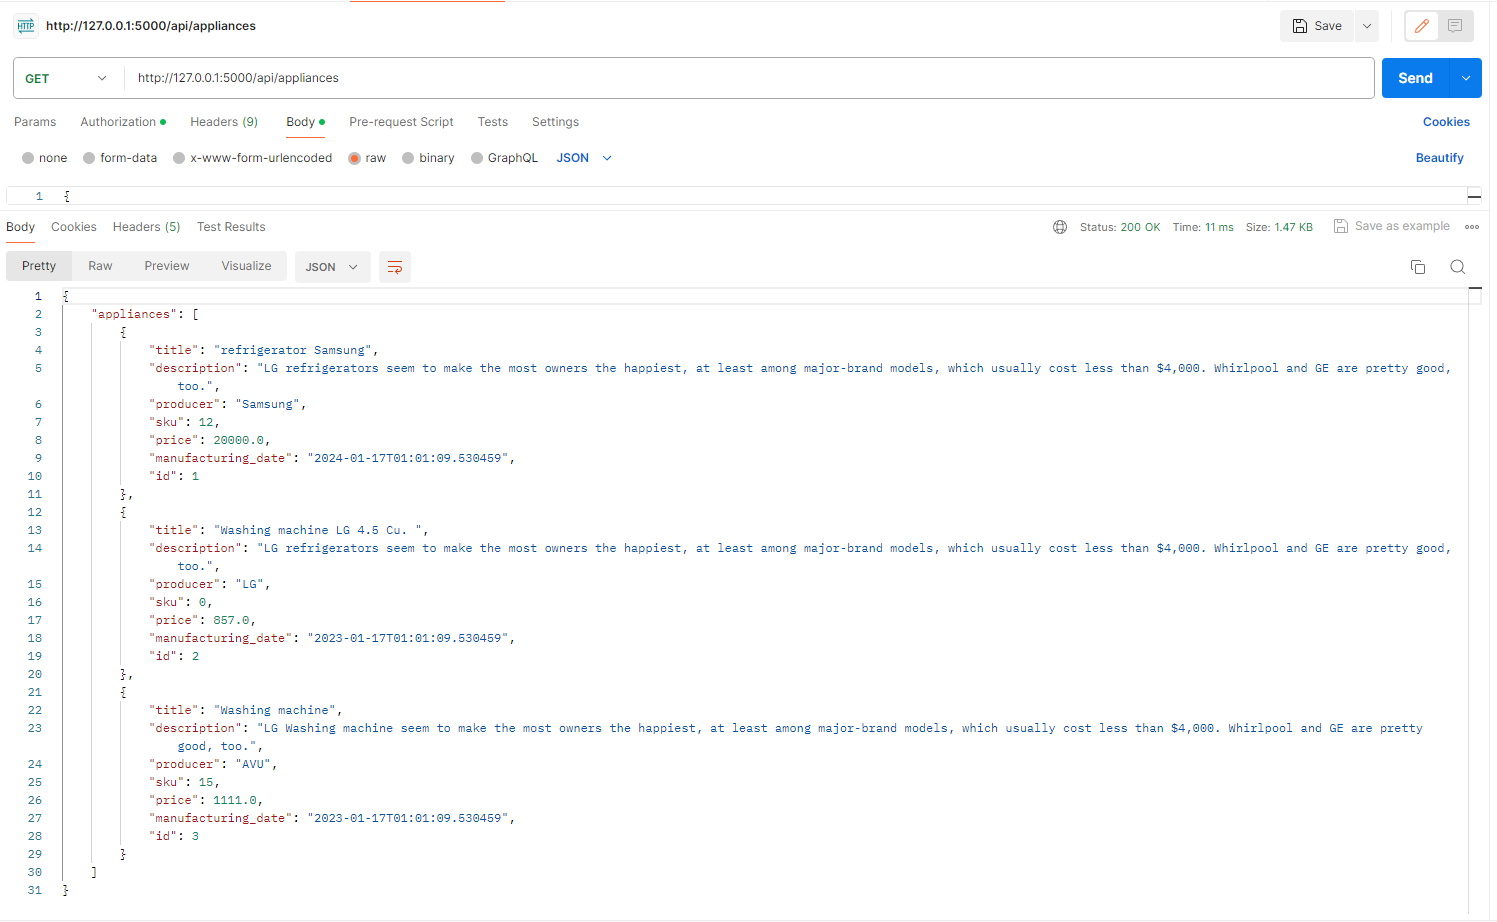 HTTP http://127.0.0.1:5000/api/appliances Save
GET http://127.0.0.1:5000/api/appliances Send
Params Authorization Headers (9) Body Pre-request Script Tests Settings Cookies
none form-data x-www-form-urlencoded raw binary GraphQL JSON Beautify
1 {
Body Cookies Headers (5) Test Results Status: 200 OK Time: 11 ms Size: 1.47 KB Save as example
Pretty Raw Preview Visualize JSON
1 {
2 "appliances": [
3 {
4 "title": "refrigerator Samsung",
5 "description": "LG refrigerators seem to make the most owners the happiest, at least among major-brand models, which usually cost less than $4,000. Whirlpool and GE are pretty good,
too.",
6 "producer": "Samsung",
7 "sku": 12,
8 "price": 20000.0,
9 "manufacturing_date": "2024-01-17T01:01:09.530459",
10 "id": 1
11 },
12 {
13 "title": "Washing machine LG 4.5 Cu. ",
14 "description": "LG refrigerators seem to make the most owners the happiest, at least among major-brand models, which usually cost less than $4,000. Whirlpool and GE are pretty good,
too.",
15 "producer": "LG",
16 "sku": 0,
17 "price": 857.0,
18 "manufacturing_date": "2023-01-17T01:01:09.530459",
19 "id": 2
20 },
21 {
22 "title": "Washing machine",
23 "description": "LG Washing machine seem to make the most owners the happiest, at least among major-brand models, which usually cost less than $4,000. Whirlpool and GE are pretty
good, too.",
24 "producer": "AVU",
25 "sku": 15,
26 "price": 1111.0,
27 "manufacturing_date": "2023-01-17T01:01:09.530459",
28 "id": 3
29 }
30 ]
31 }